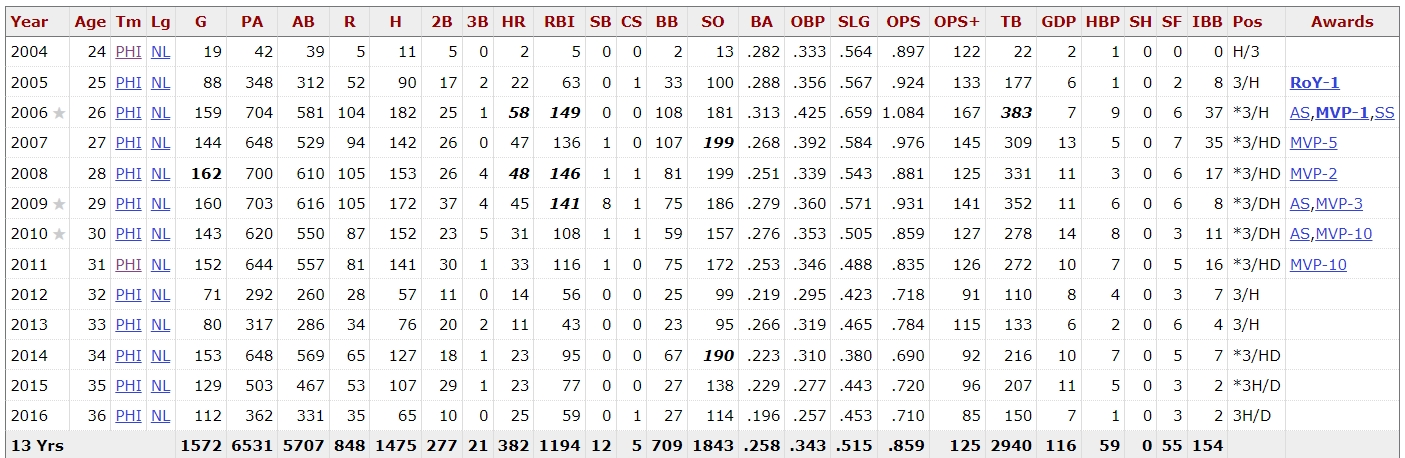 Year Age Tm Lg G PA AB R H 2B 3B HR RBI SB CS BB SO BA OBP SLG OPS OPS+ TB GDP HBP SH SF IBB Pos Awards
2004 24 PHI NL 19 42 39 5 11 5 0 2 5 0 0 2 13 .282 .333 .564 .897 122 22 2 1 0 0 0 H/3
2005 25 PHI NL 88 348 312 52 90 17 2 22 63 0 1 33 100 .288 .356 .567 .924 133 177 6 1 0 2 8 3/H RoY-1
2006 ★ 26 PHI NL 159 704 581 104 182 25 1 58 149 0 0 108 181 .313 .425 .659 1.084 167 383 7 9 0 6 37 *3/H AS,MVP-1,SS
2007 27 PHI NL 144 648 529 94 142 26 0 47 136 1 0 107 199 .268 .392 .584 .976 145 309 13 5 0 7 35 *3/HD MVP-5
2008 28 PHI NL 162 700 610 105 153 26 4 48 146 1 1 81 199 .251 .339 .543 .881 125 331 11 3 0 6 17 *3/HD MVP-2
2009 ★ 29 PHI NL 160 703 616 105 172 37 4 45 141 8 1 75 186 .279 .360 .571 .931 141 352 11 6 0 6 8 *3/DH AS,MVP-3
2010 ★ 30 PHI NL 143 620 550 87 152 23 5 31 108 1 1 59 157 .276 .353 .505 .859 127 278 14 8 0 3 11 *3/DH AS,MVP-10
2011 31 PHI NL 152 644 557 81 141 30 1 33 116 1 0 75 172 .253 .346 .488 .835 126 272 10 7 0 5 16 *3/HD MVP-10
2012 32 PHI NL 71 292 260 28 57 11 0 14 56 0 0 25 99 .219 .295 .423 .718 91 110 8 4 0 3 7 3/H
2013 33 PHI NL 80 317 286 34 76 20 2 11 43 0 0 23 95 .266 .319 .465 .784 115 133 6 2 0 6 4 3/H
2014 34 PHI NL 153 648 569 65 127 18 1 23 95 0 0 67 190 .223 .310 .380 .690 92 216 10 7 0 5 7 *3/HD
2015 35 PHI NL 129 503 467 53 107 29 1 23 77 0 0 27 138 .229 .277 .443 .720 96 207 11 5 0 3 2 *3H/D
2016 36 PHI NL 112 362 331 35 65 10 0 25 59 0 1 27 114 .196 .257 .453 .710 85 150 7 1 0 3 2 3H/D
13 Yrs 1572 6531 5707 848 1475 277 21 382 1194 12 5 709 1843 .258 .343 .515 .859 125 2940 116 59 0 55 154